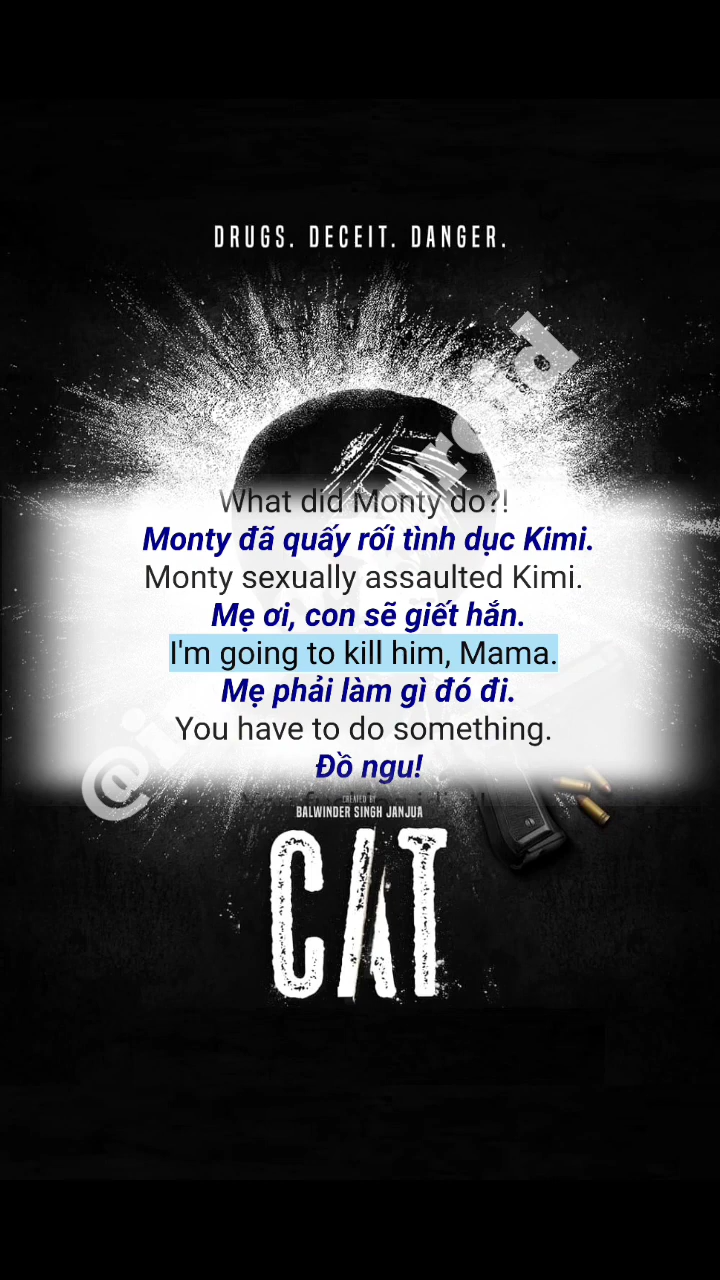 DRUGS. DECEIT. DANGER.
What did Monty do?!
Monty đã quấy rối tình dục Kimi.
Monty sexually assaulted Kimi.
Mẹ ơi, con sẽ giết hắn.
I'm going to kill him, Mama.
Mẹ phải làm gì đó đi.
You have to do something.
Đồ ngu!
CREATED BY
BALWINDER SINGH JANJUA
CAT